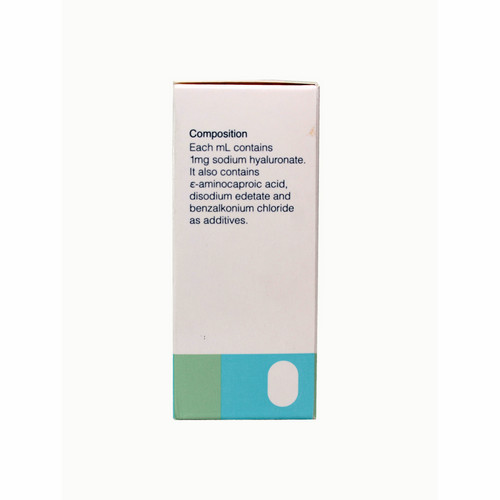 Composition
Each mL contains
1mg sodium hyaluronate.
It also contains
ε-aminocaproic acid,
disodium edetate and
benzalkonium chloride
as additives.